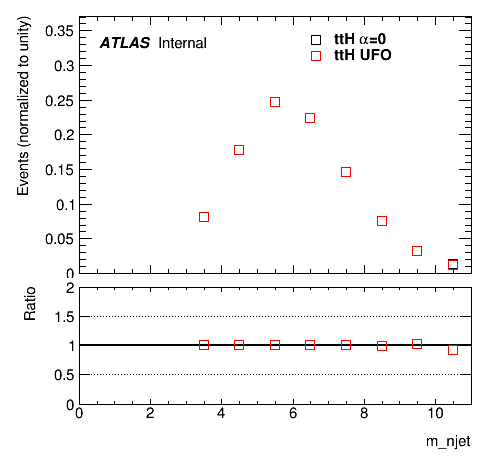 ATLAS Internal
ttH α=0
ttH UFO
Events (normalized to unity)
0.35
0.3
0.25
0.2
0.15
0.1
0.05
0
Ratio
2
1.5
1
0.5
0
0 2 4 6 8 10
m_njet